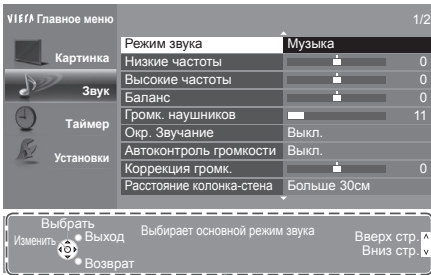 VIErA Главное меню 1/2
Картинка
Звук
Таймер
Установки
Режим звука Музыка
Низкие частоты 0
Высокие частоты 0
Баланс 0
Громк. наушников 11
Окр. Звучание Выкл.
Автоконтроль громкости Выкл.
Коррекция громк. 0
Расстояние колонка-стена Больше 30см
Выбрать
Изменить
Выход
Возврат
Выбирает основной режим звука
Вверх стр.
Вниз стр.